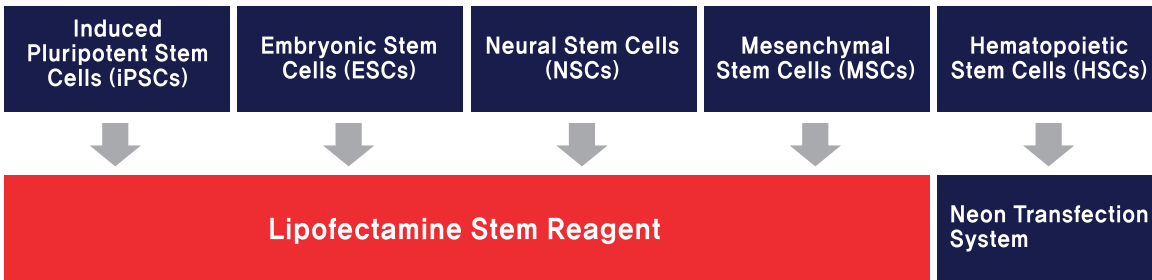 Induced
Pluripotent Stem
Cells (iPSCs)
Embryonic Stem
Cells (ESCs)
Neural Stem Cells
(NSCs)
Mesenchymal
Stem Cells (MSCs)
Hematopoietic
Stem Cells (HSCs)
Lipofectamine Stem Reagent
Neon Transfection
System